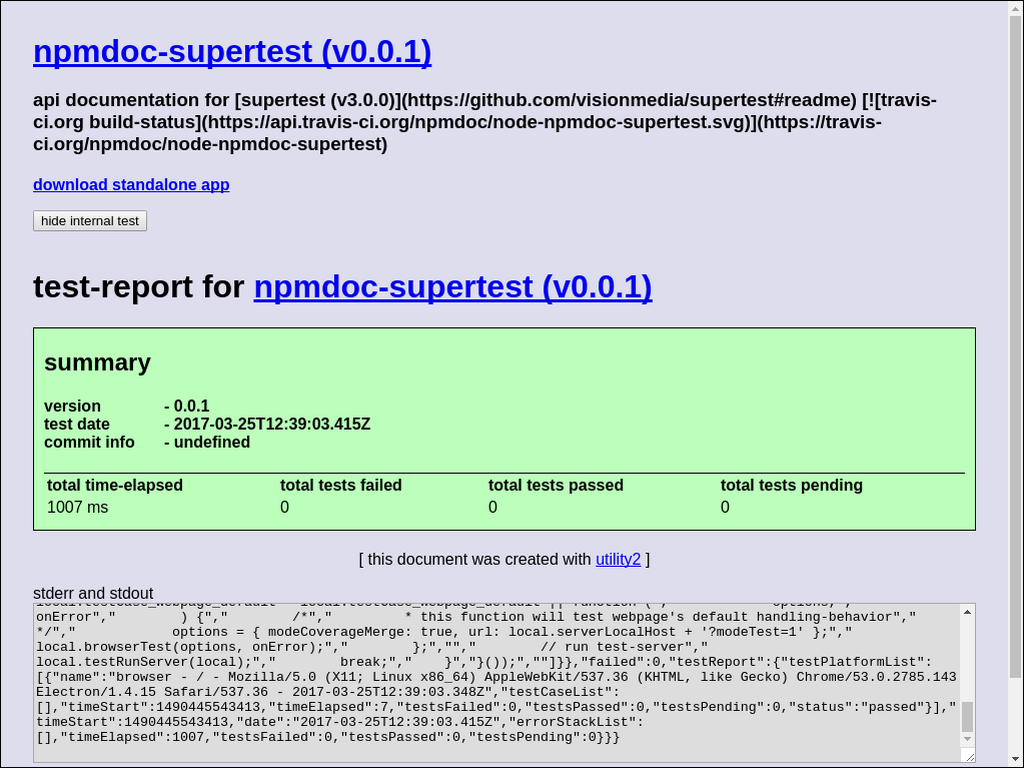 npmdoc-supertest (v0.0.1)
api documentation for [supertest (v3.0.0)](https://github.com/visionmedia/supertest#readme) [![travis-
ci.org build-status](https://api.travis-ci.org/npmdoc/node-npmdoc-supertest.svg)](https://travis-
ci.org/npmdoc/node-npmdoc-supertest)
download standalone app
hide internal test
test-report for npmdoc-supertest (v0.0.1)
summary
version - 0.0.1
test date - 2017-03-25T12:39:03.415Z
commit info - undefined
total time-elapsed total tests failed total tests passed total tests pending
1007 ms 0 0 0
[ this document was created with utility2 ]
stderr and stdout
local.testCase_webpage_default local.testCase_webpage_default || function (","            options,","
onError","        ) {","        /*","         * this function will test webpage's default handling-behavior","
*/","            options = { modeCoverageMerge: true, url: local.serverLocalHost + '?modeTest=1' };","
local.browserTest(options, onError);","        };","","        // run test-server","
local.testRunServer(local);","        break;","    }","}());",""]}},"failed":0,"testReport":{"testPlatformList":
[{"name":"browser - / - Mozilla/5.0 (X11; Linux x86_64) AppleWebKit/537.36 (KHTML, like Gecko) Chrome/53.0.2785.143
Electron/1.4.15 Safari/537.36 - 2017-03-25T12:39:03.348Z","testCaseList":
[],"timeStart":1490445543413,"timeElapsed":7,"testsFailed":0,"testsPassed":0,"testsPending":0,"status":"passed"}],"
timeStart":1490445543413,"date":"2017-03-25T12:39:03.415Z","errorStackList":
[],"timeElapsed":1007,"testsFailed":0,"testsPassed":0,"testsPending":0}}}